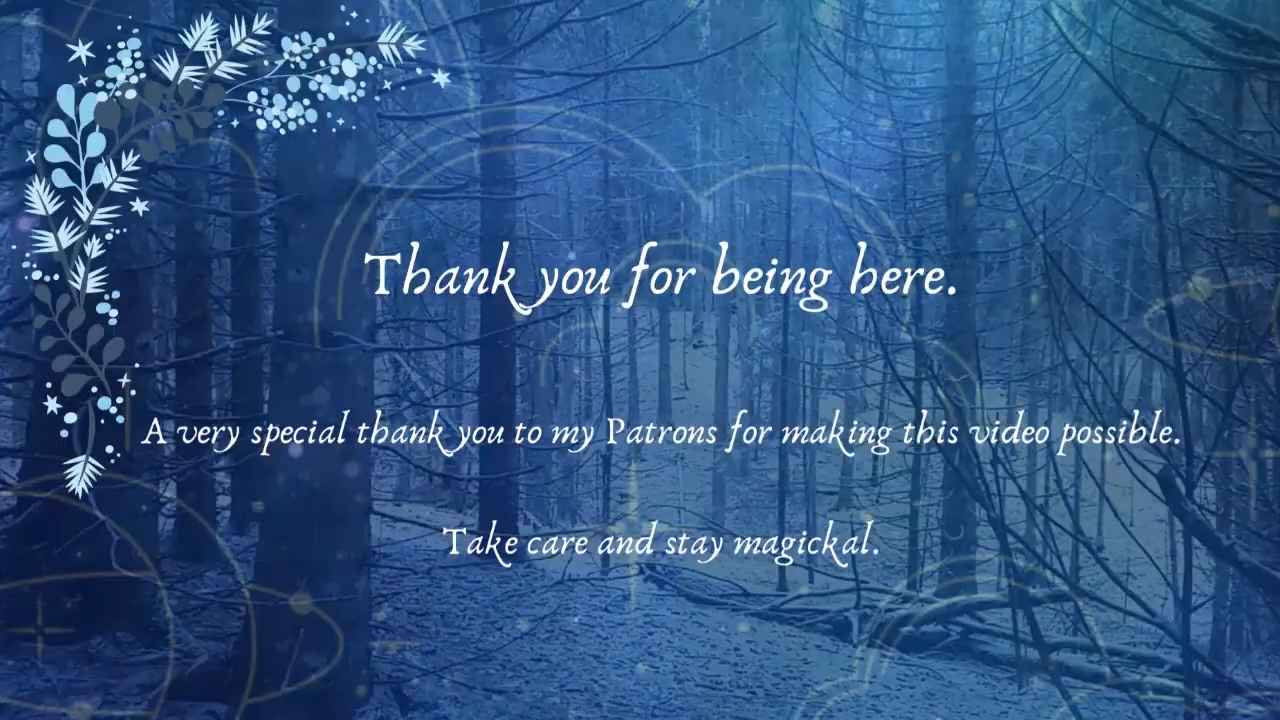 Thank you for being here.
A very special thank you to my Patrons for making this video possible.
Take care and stay magickal.